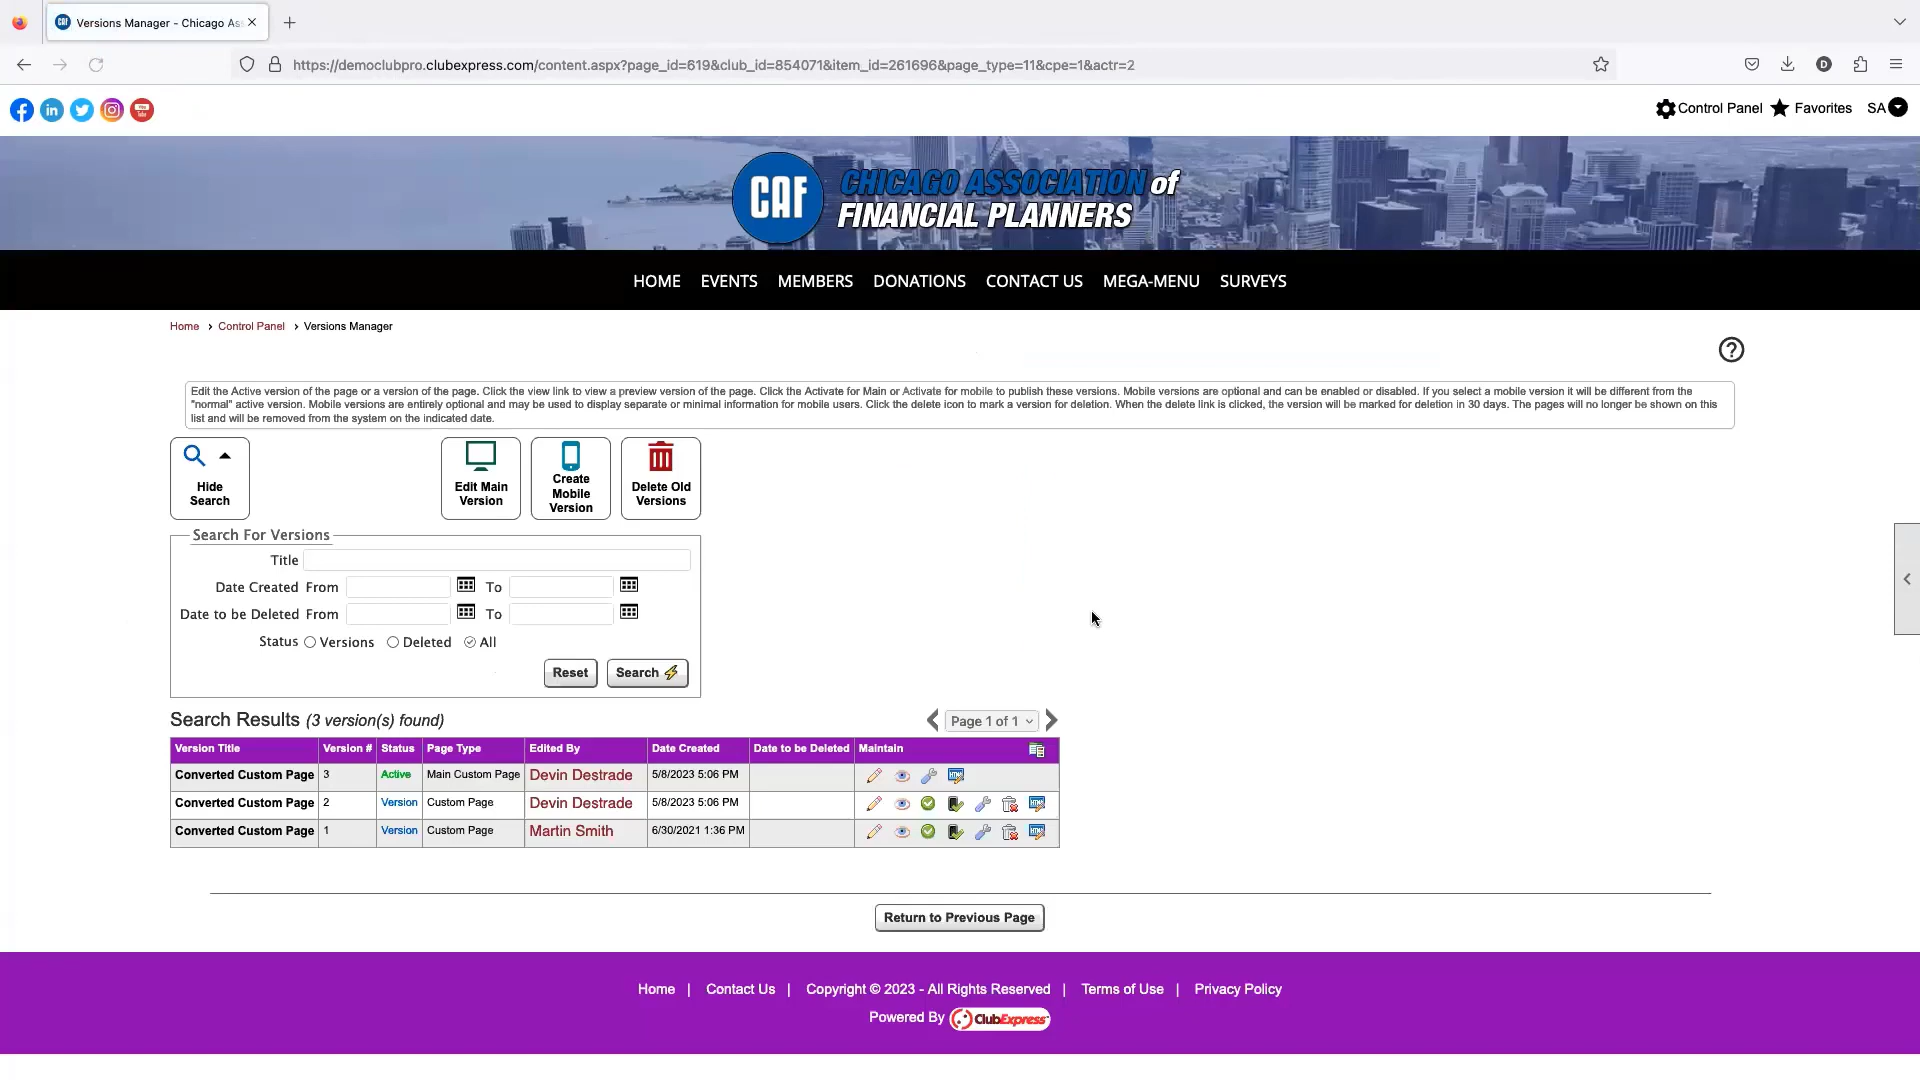 Versions Manager - Chicago Ass
https://democlubpro.clubexpress.com/content.aspx?page_id=619&club_id=854071&item_id=261696&page_type=11&cpe=1&actr=2
Control Panel Favorites SA
CAF CHICAGO ASSOCIATION of
FINANCIAL PLANNERS
HOME EVENTS MEMBERS DONATIONS CONTACT US MEGA-MENU SURVEYS
Home › Control Panel › Versions Manager
Edit the Active version of the page or a version of the page. Click the view link to view a preview version of the page. Click the Activate for Main or Activate for mobile to publish these versions. Mobile versions are optional and can be enabled or disabled. If you select a mobile version it will be different from the
"normal" active version. Mobile versions are entirely optional and may be used to display separate or minimal information for mobile users. Click the delete icon to mark a version for deletion. When the delete link is clicked, the version will be marked for deletion in 30 days. The pages will no longer be shown on this
list and will be removed from the system on the indicated date.
Hide
Search
Edit Main
Version
Create
Mobile
Version
Delete Old
Versions
Search For Versions
Title
Date Created From To
Date to be Deleted From To
Status Versions Deleted All
Reset Search
Search Results (3 version(s) found) Page 1 of 1
Version Title Version # Status Page Type Edited By Date Created Date to be Deleted Maintain
Converted Custom Page 3 Active Main Custom Page Devin Destrade 5/8/2023 5:06 PM
Converted Custom Page 2 Version Custom Page Devin Destrade 5/8/2023 5:06 PM
Converted Custom Page 1 Version Custom Page Martin Smith 6/30/2021 1:36 PM
Return to Previous Page
Home | Contact Us | Copyright © 2023 - All Rights Reserved | Terms of Use | Privacy Policy
Powered By ClubExpress